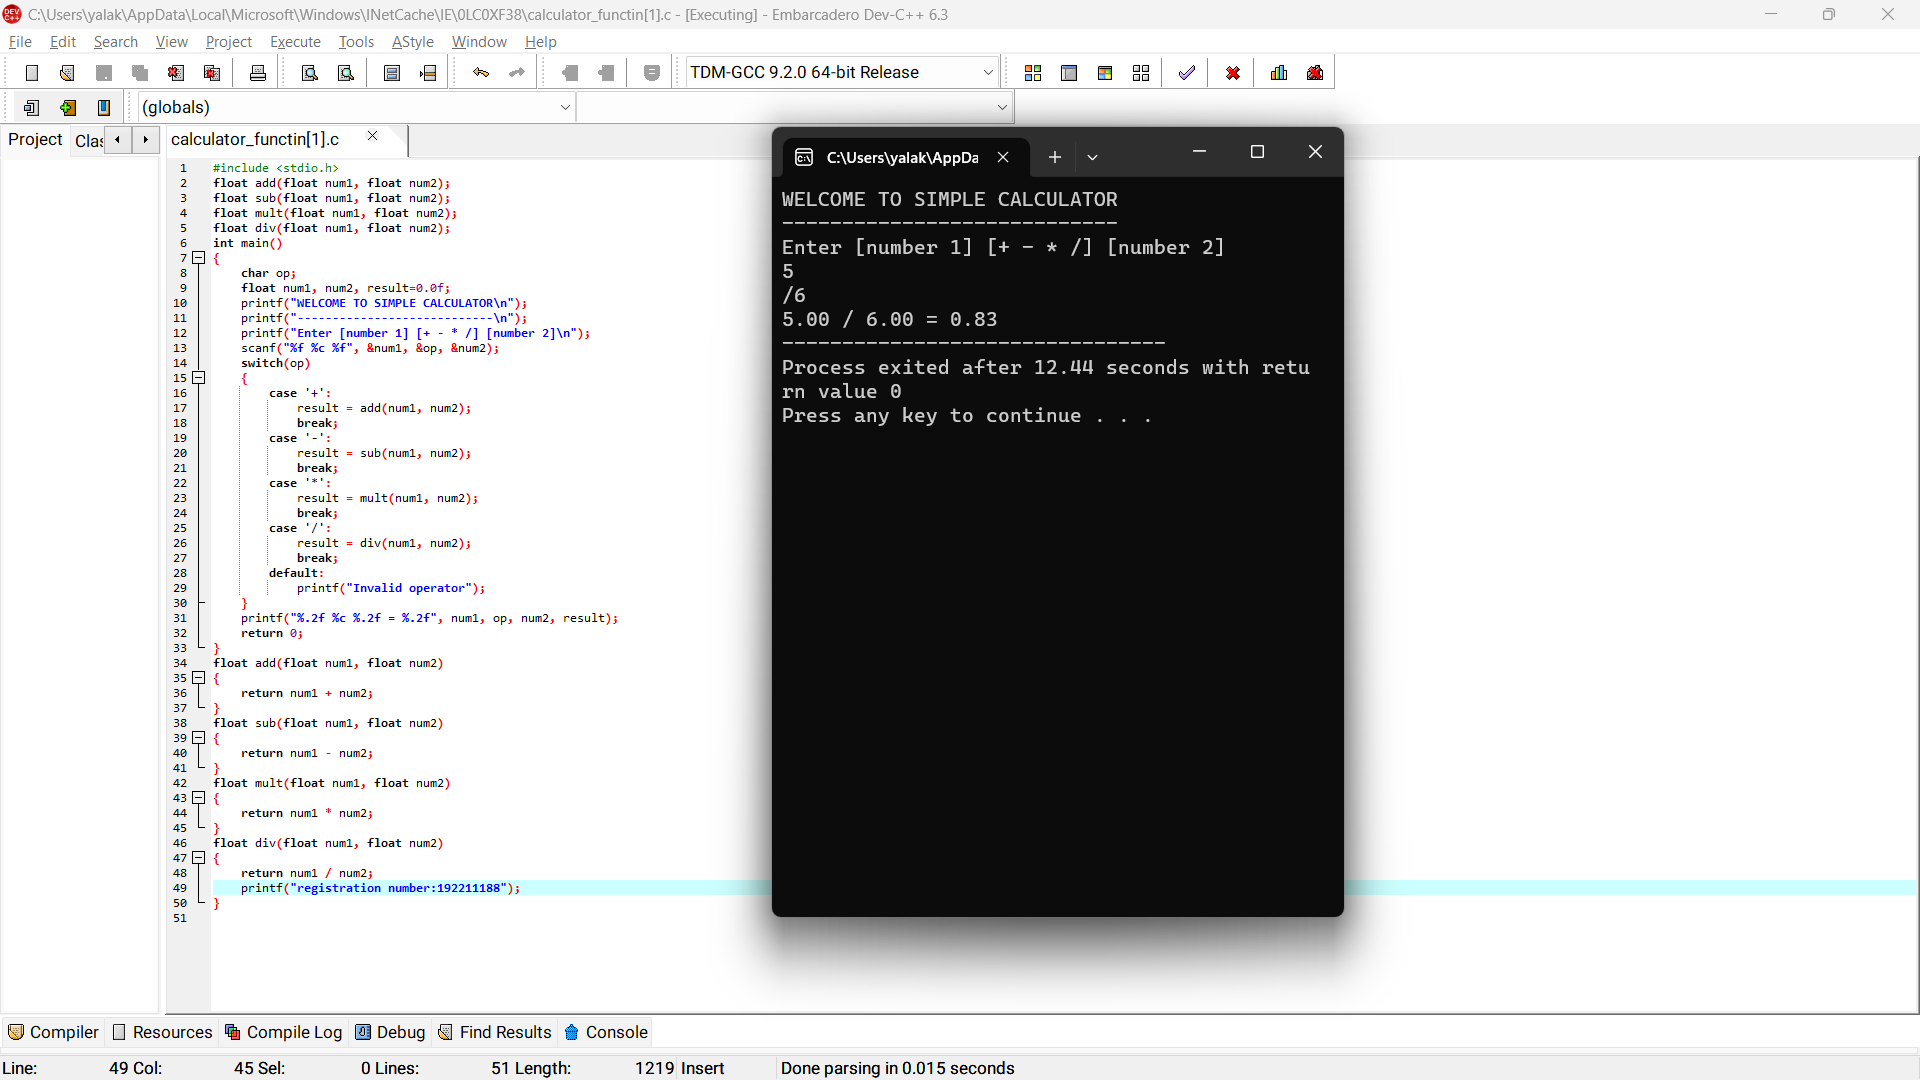 C:\Users\yalak\AppData\Local\Microsoft\Windows\INetCache\IE\0LC0XF38\calculator_functin[1].c - [Executing] - Embarcadero Dev-C++ 6.3
File Edit Search View Project Execute Tools AStyle Window Help
TDM-GCC 9.2.0 64-bit Release
(globals)
Project Clas calculator_functin[1].c
1 #include <stdio.h>
2 float add(float num1, float num2);
3 float sub(float num1, float num2);
4 float mult(float num1, float num2);
5 float div(float num1, float num2);
6 int main()
7 {
8 char op;
9 float num1, num2, result=0.0f;
10 printf("WELCOME TO SIMPLE CALCULATOR\n");
11 printf("----------------------------\n");
12 printf("Enter [number 1] [+ - * /] [number 2]\n");
13 scanf("%f %c %f", &num1, &op, &num2);
14 switch(op)
15 {
16 case '+':
17 result = add(num1, num2);
18 break;
19 case '-':
20 result = sub(num1, num2);
21 break;
22 case '*':
23 result = mult(num1, num2);
24 break;
25 case '/':
26 result = div(num1, num2);
27 break;
28 default:
29 printf("Invalid operator");
30 }
31 printf("%.2f %c %.2f = %.2f", num1, op, num2, result);
32 return 0;
33 }
34 float add(float num1, float num2)
35 {
36 return num1 + num2;
37 }
38 float sub(float num1, float num2)
39 {
40 return num1 - num2;
41 }
42 float mult(float num1, float num2)
43 {
44 return num1 * num2;
45 }
46 float div(float num1, float num2)
47 {
48 return num1 / num2;
49 printf("registration number:192211188");
50 }
51
C:\Users\yalak\AppDa
WELCOME TO SIMPLE CALCULATOR
----------------------------
Enter [number 1] [+ - * /] [number 2]
5
/6
5.00 / 6.00 = 0.83
--------------------------------
Process exited after 12.44 seconds with retu
rn value 0
Press any key to continue . . .
Compiler Resources Compile Log Debug Find Results Console
Line: 49 Col: 45 Sel: 0 Lines: 51 Length: 1219 Insert Done parsing in 0.015 seconds